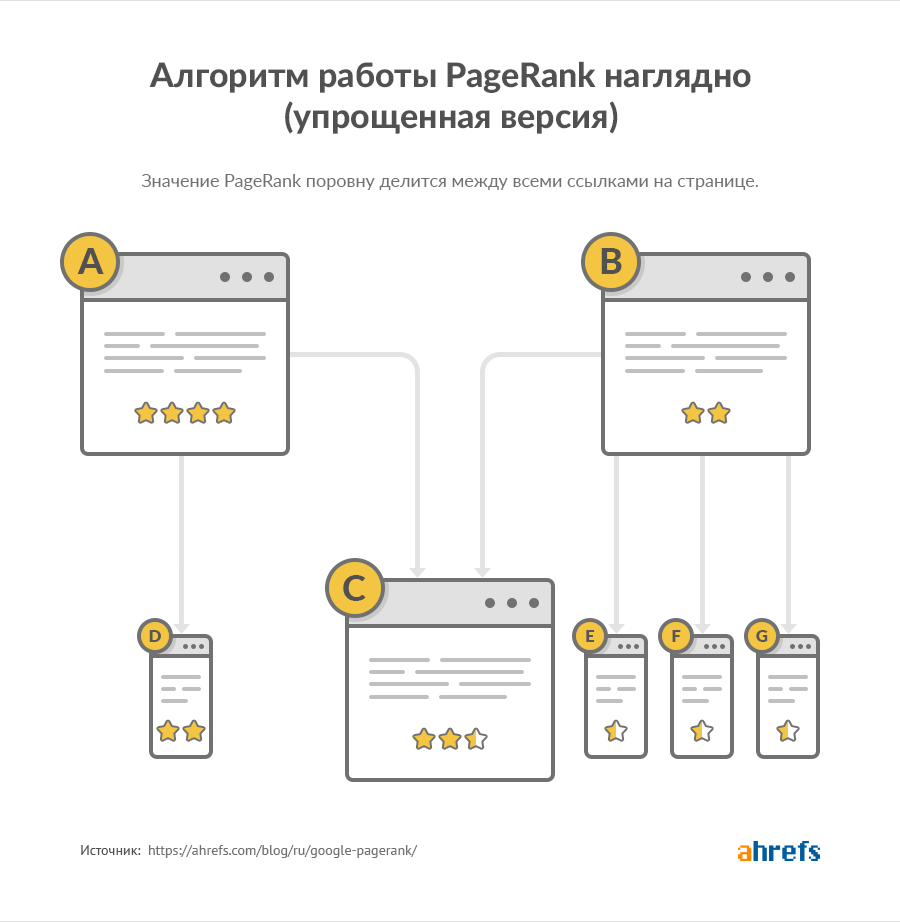 Алгоритм работы PageRank наглядно
(упрощенная версия)
Значение PageRank поровну делится между всеми ссылками на странице.
A
B
C
D
E
F
G
Источник: https://ahrefs.com/blog/ru/google-pagerank/
ahrefs